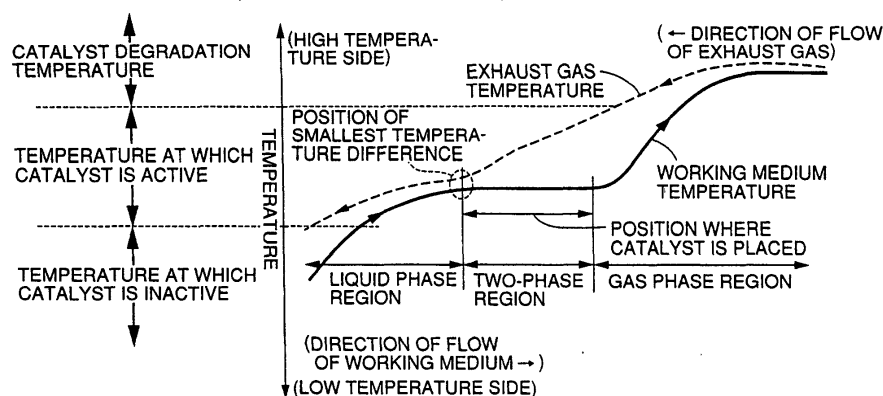 CATALYST DEGRADATION
TEMPERATURE
TEMPERATURE AT WHICH
CATALYST IS ACTIVE
TEMPERATURE AT WHICH
CATALYST IS INACTIVE
TEMPERATURE
(HIGH TEMPERA-
TURE SIDE)
POSITION OF
SMALLEST TEMPERA-
TURE DIFFERENCE
EXHAUST GAS
TEMPERATURE
(← DIRECTION OF FLOW
OF EXHAUST GAS)
WORKING MEDIUM
TEMPERATURE
POSITION WHERE
CATALYST IS PLACED
LIQUID PHASE
REGION
TWO-PHASE
REGION
GAS PHASE REGION
(DIRECTION OF FLOW
OF WORKING MEDIUM →)
(LOW TEMPERATURE SIDE)